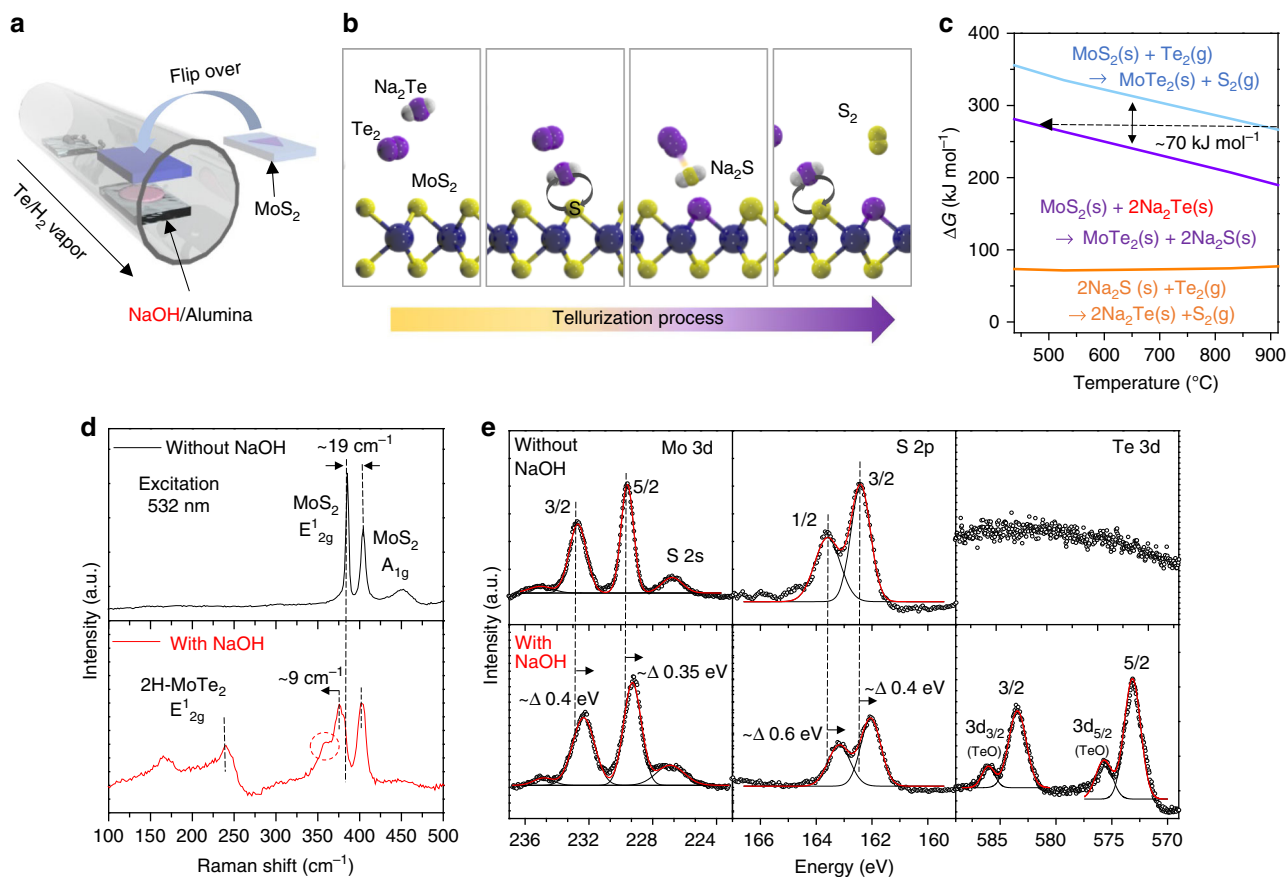 a
Flip over
MoS₂
Te/H₂ vapor
NaOH/Alumina
b
Na₂Te
Te₂
MoS₂
S
Na₂S
S₂
Tellurization process
c
400
300
200
100
0
ΔG (kJ mol⁻¹)
MoS₂(s) + Te₂(g)
→ MoTe₂(s) + S₂(g)
~70 kJ mol⁻¹
MoS₂(s) + 2Na₂Te(s)
→ MoTe₂(s) + 2Na₂S(s)
2Na₂S (s) +Te₂(g)
→2Na₂Te(s) +S₂(g)
500 600 700 800 900
Temperature (°C)
d
Without NaOH
~19 cm⁻¹
Excitation
532 nm
MoS₂
E¹₂g
MoS₂
A₁g
Intensity (a.u.)
With NaOH
2H-MoTe₂
E¹₂g
~9 cm⁻¹
100 150 200 250 300 350 400 450 500
Raman shift (cm⁻¹)
e
Without
NaOH
Mo 3d
3/2
5/2
S 2s
S 2p
1/2
3/2
Te 3d
Intensity (a.u.)
With
NaOH
~Δ 0.4 eV
~Δ 0.35 eV
~Δ 0.6 eV
~Δ 0.4 eV
3d₃/₂
(TeO)
3/2
3d₅/₂
(TeO)
5/2
236 232 228 224 166 164 162 160 585 580 575 570
Energy (eV)